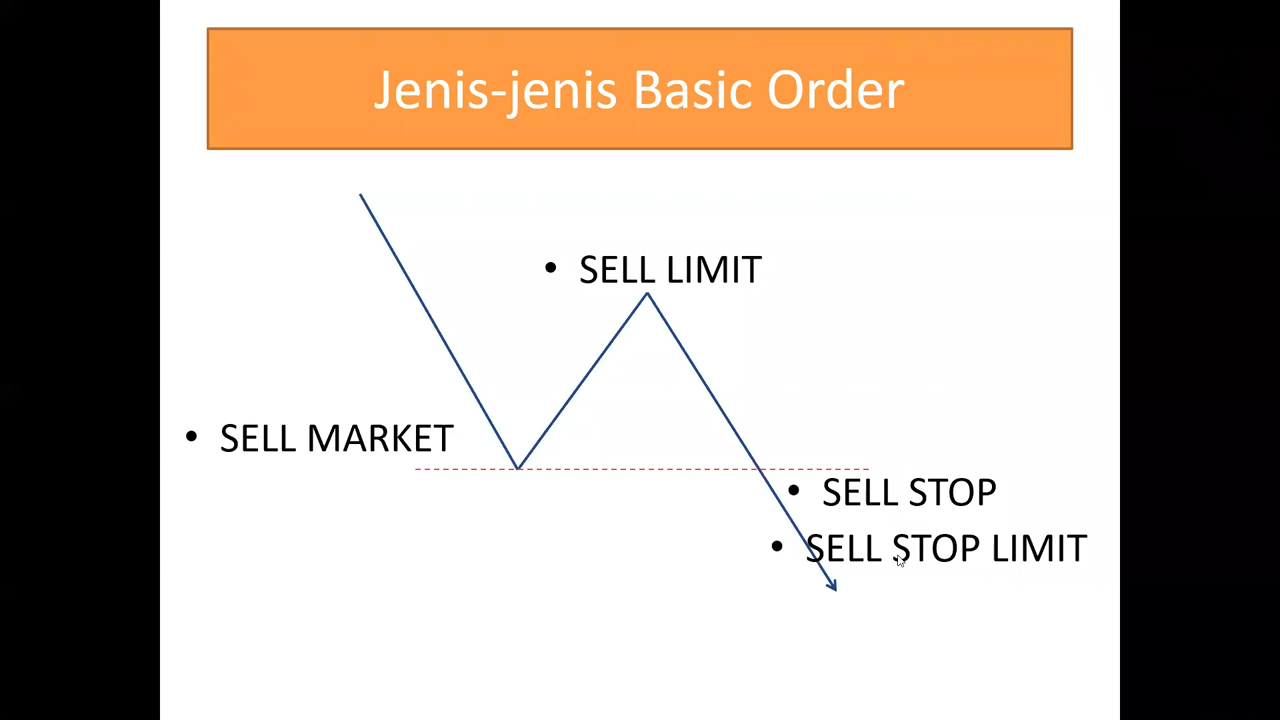 Jenis-jenis Basic Order
• SELL LIMIT
• SELL MARKET
• SELL STOP
• SELL STOP LIMIT